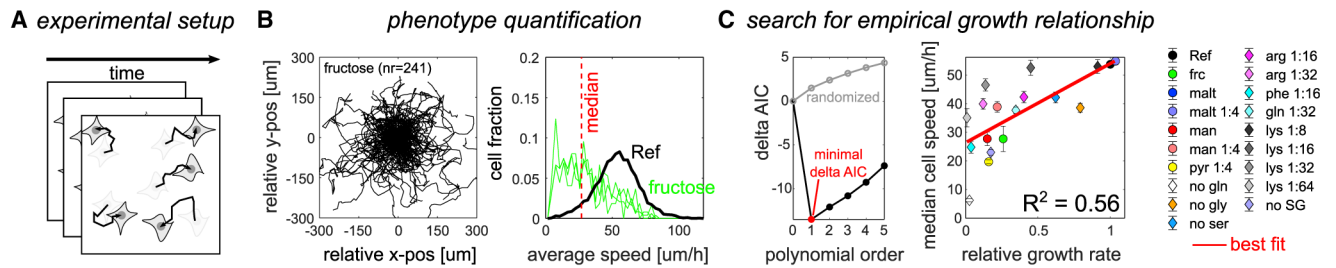 A experimental setup
time
B phenotype quantification
fructose (nr=241)
relative y-pos [um]
300
150
0
-150
-300
-300 -150 0 150 300
relative x-pos [um]
cell fraction
0.2
0.15
0.1
0.05
0
median
Ref
fructose
0 50 100
average speed [um/h]
C search for empirical growth relationship
delta AIC
5
0
-5
-10
randomized
minimal
delta AIC
0 1 2 3 4 5
polynomial order
median cell speed [um/h]
50
40
30
20
10
0
R² = 0.56
0 0.5 1
relative growth rate
Ref
frc
malt
malt 1:4
man
man 1:4
pyr 1:4
no gln
no gly
no ser
arg 1:16
arg 1:32
phe 1:16
gln 1:32
lys 1:8
lys 1:16
lys 1:32
lys 1:64
no SG
best fit